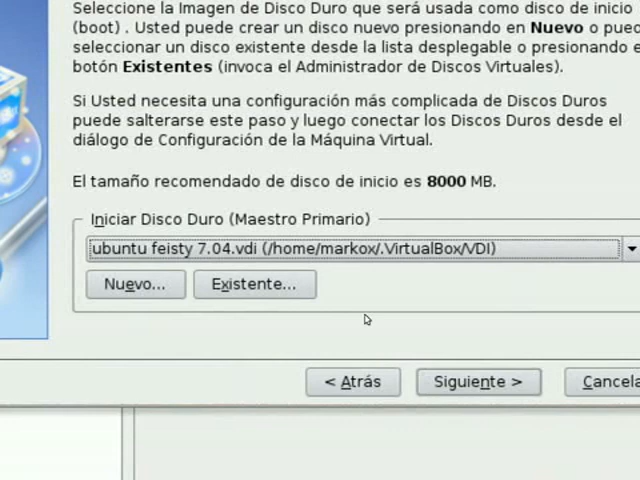 Seleccione la Imagen de Disco Duro que será usada como disco de inicio
(boot) . Usted puede crear un disco nuevo presionando en Nuevo o
seleccionar un disco existente desde la lista desplegable o presionando
botón Existentes (invoca el Administrador de Discos Virtuales).
Si Usted necesita una configuración más complicada de Discos Duros
puede salterarse este paso y luego conectar los Discos Duros desde el
diálogo de Configuración de la Máquina Virtual.
El tamaño recomendado de disco de inicio es 8000 MB.
Iniciar Disco Duro (Maestro Primario)
ubuntu feisty 7.04.vdi (/home/markox/.VirtualBox/VDI)
Nuevo... Existente...
< Atrás Siguiente > Cancela